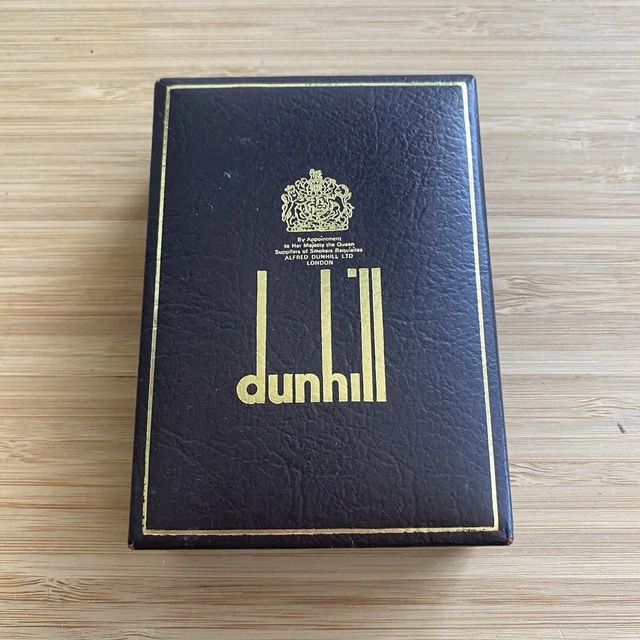 By Appointment
to Her Majesty the Queen
Suppliers of Smokers Requisites
ALFRED DUNHILL LTD
LONDON
dunhill